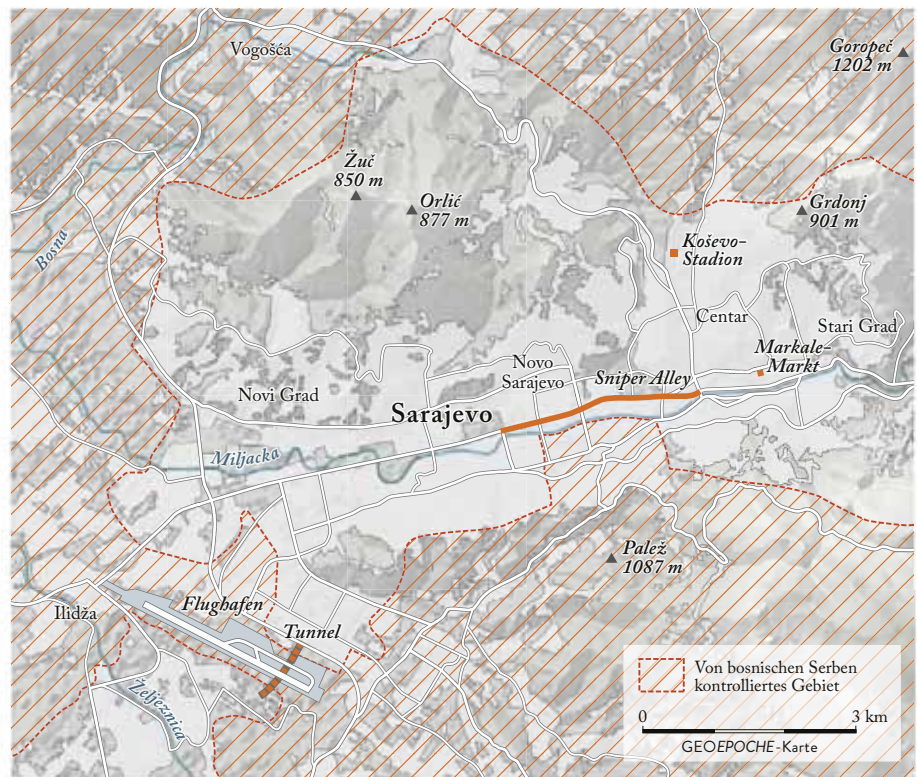 Vogošća
Goropeč
1202 m
Žuč
850 m
Orlić
877 m
Grdonj
901 m
Bosna
Koševo-
Stadion
Centar
Stari Grad
Markale-
Markt
Novo
Sarajevo
Sniper Alley
Novi Grad
Sarajevo
Miljacka
Palež
1087 m
Flughafen
Ilidža
Tunnel
Željeznica
Von bosnischen Serben
kontrolliertes Gebiet
0 3 km
GEOEPOCHE-Karte